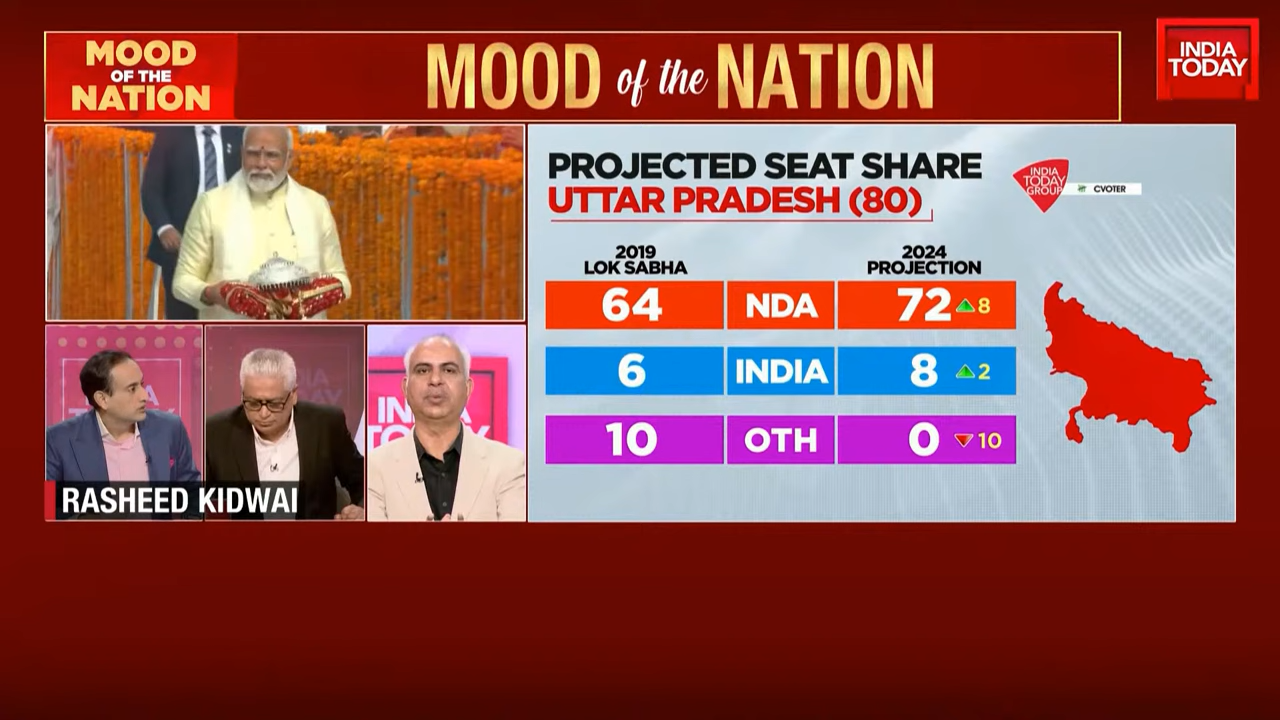 MOOD
OF THE
NATION
MOOD of the NATION
INDIA
TODAY
PROJECTED SEAT SHARE
UTTAR PRADESH (80)
INDIA
TODAY
GROUP
CVOTER
2019
LOK SABHA
2024
PROJECTION
64 NDA 72 8
6 INDIA 8 2
10 OTH 0 10
RASHEED KIDWAI